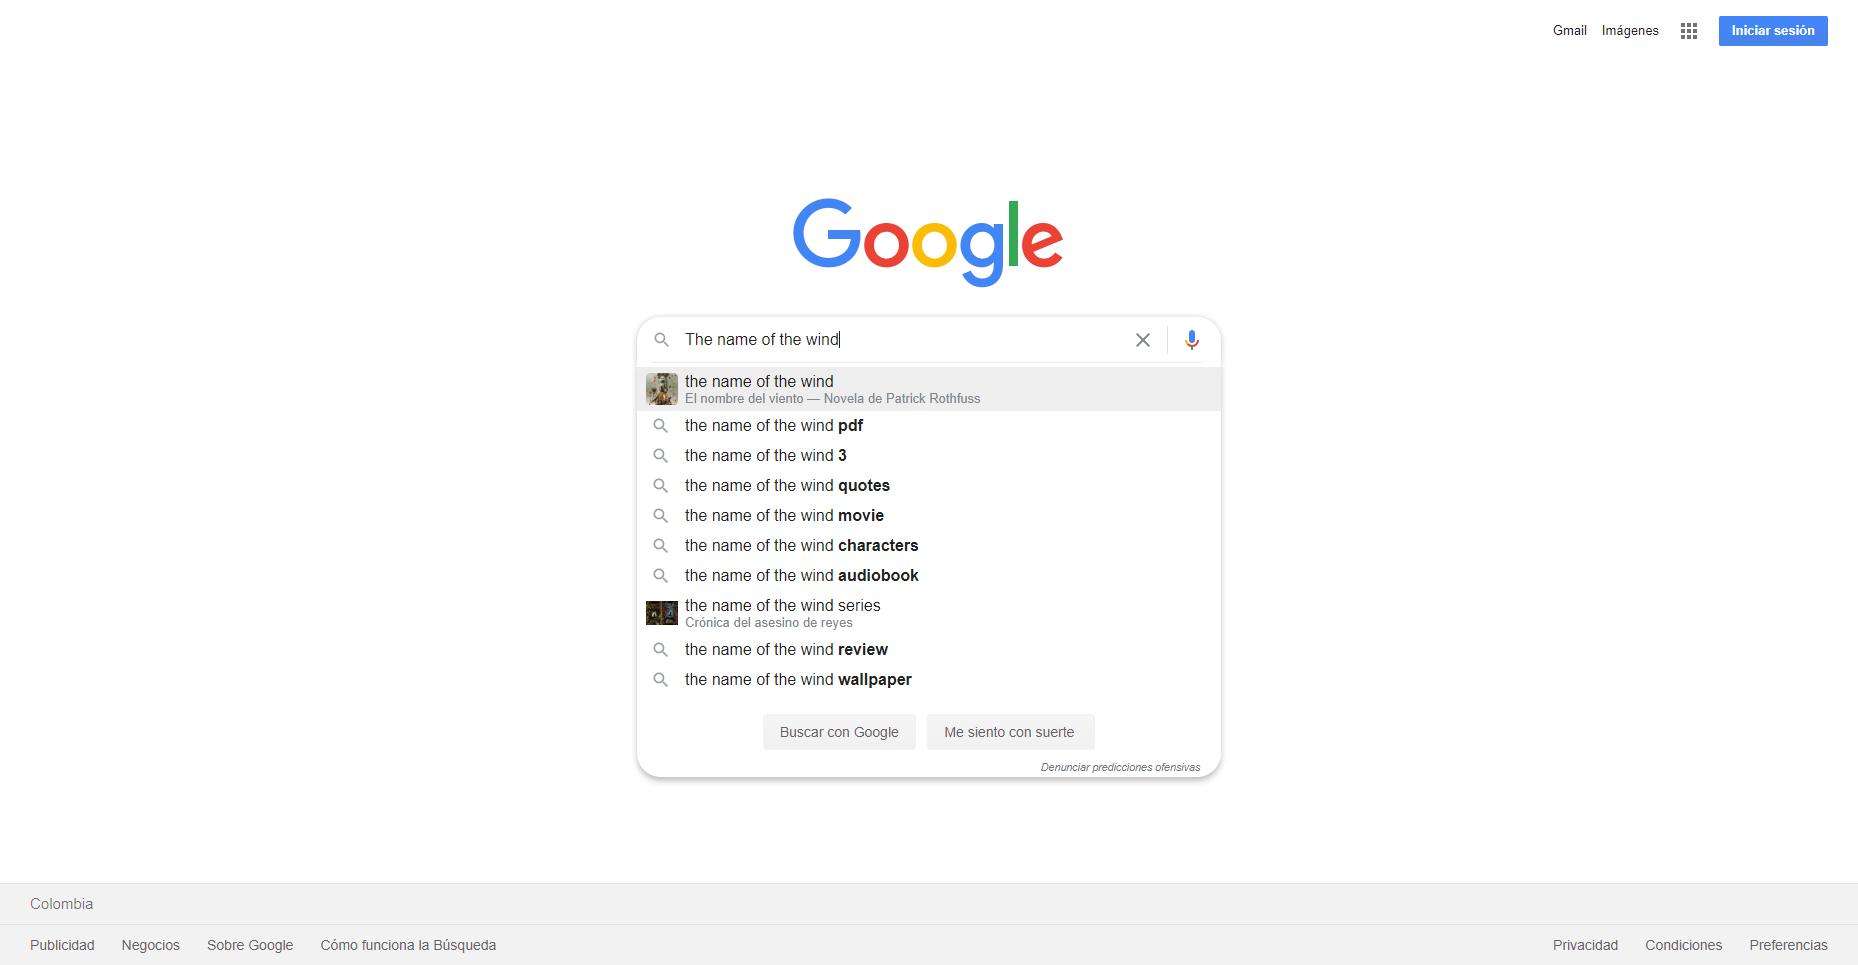 Gmail Imágenes Iniciar sesión
Google
The name of the wind
the name of the wind
El nombre del viento — Novela de Patrick Rothfuss
the name of the wind pdf
the name of the wind 3
the name of the wind quotes
the name of the wind movie
the name of the wind characters
the name of the wind audiobook
the name of the wind series
Crónica del asesino de reyes
the name of the wind review
the name of the wind wallpaper
Buscar con Google Me siento con suerte
Denunciar predicciones ofensivas
Colombia
Publicidad Negocios Sobre Google Cómo funciona la Búsqueda Privacidad Condiciones Preferencias